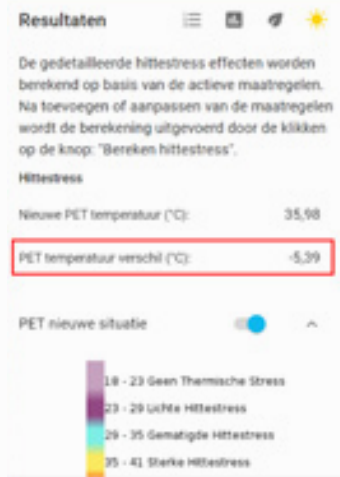 Resultaten
De gedetailleerde hittestress effecten worden
berekend op basis van de actieve maatregelen.
Na toevoegen of aanpassen van de maatregelen
wordt de berekening uitgevoerd door de klikken
op de knop: "Bereken hittestress".
Hittestress
Nieuwe PET temperatuur (°C): 35,98
PET temperatuur verschil (°C): -5,39
PET nieuwe situatie
18 - 23 Geen Thermische Stress
23 - 29 Lichte Hittestress
29 - 35 Gematigde Hittestress
35 - 41 Sterke Hittestress